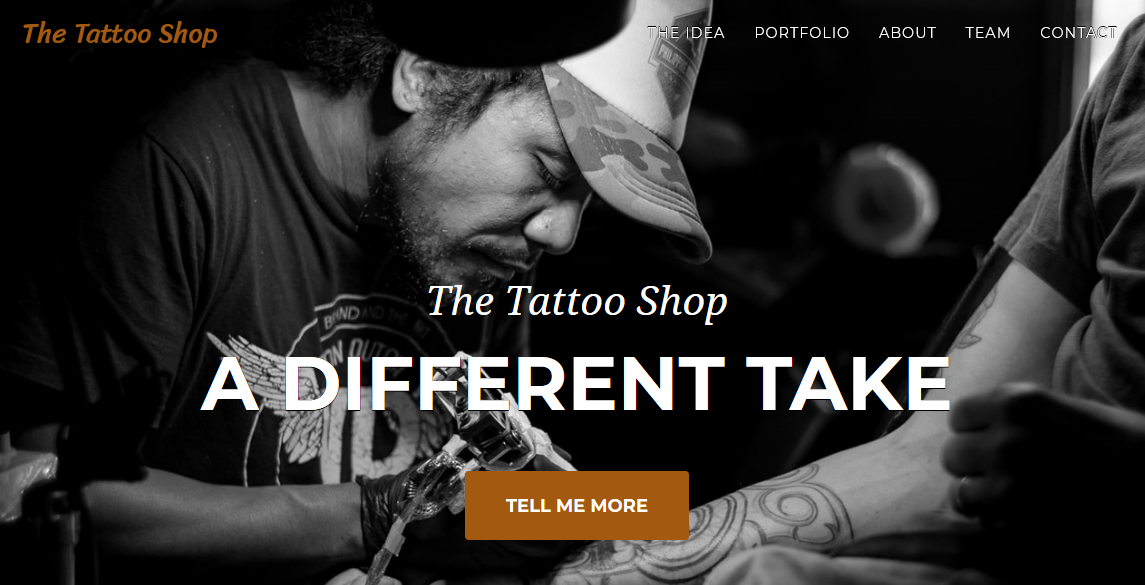 The Tattoo Shop
THE IDEA PORTFOLIO ABOUT TEAM CONTACT
The Tattoo Shop
A DIFFERENT TAKE
TELL ME MORE